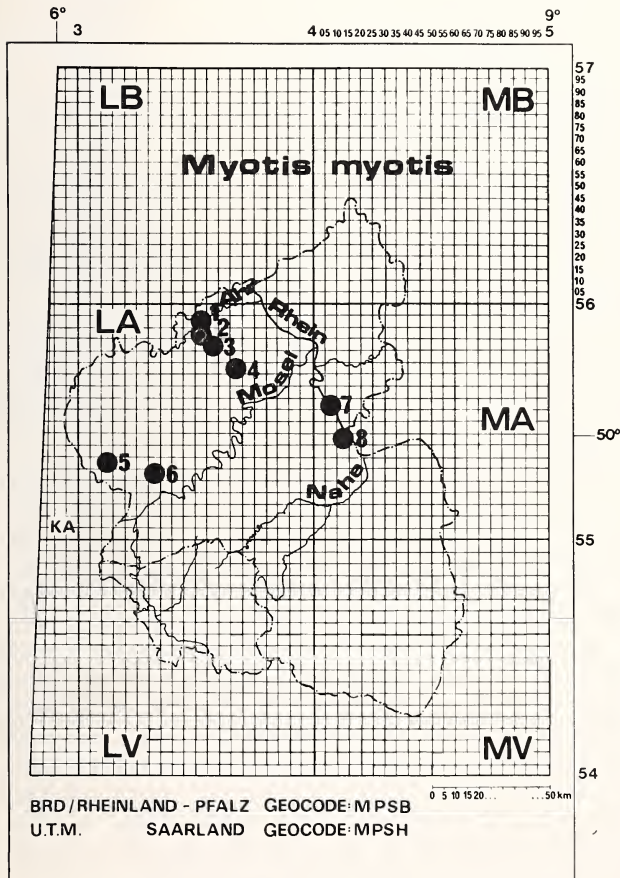 6° 9°
3 4 05 10 15 20 25 30 35 40 45 50 55 60 65 70 75 80 85 90 95 5
57
95
90
85
80
75
70
65
60
55
50
45
40
35
30
25
20
15
10
05
LB MB
Myotis myotis
56
LA
1 Ahr
2
Rhein
3
4
Mosel
7
MA
50°
8
5
6
Nahe
KA
55
LV MV
54
0 5 10 15 20... ...50 km
BRD/RHEINLAND - PFALZ GEOCODE: MPSB
U.T.M. SAARLAND GEOCODE: MPSH